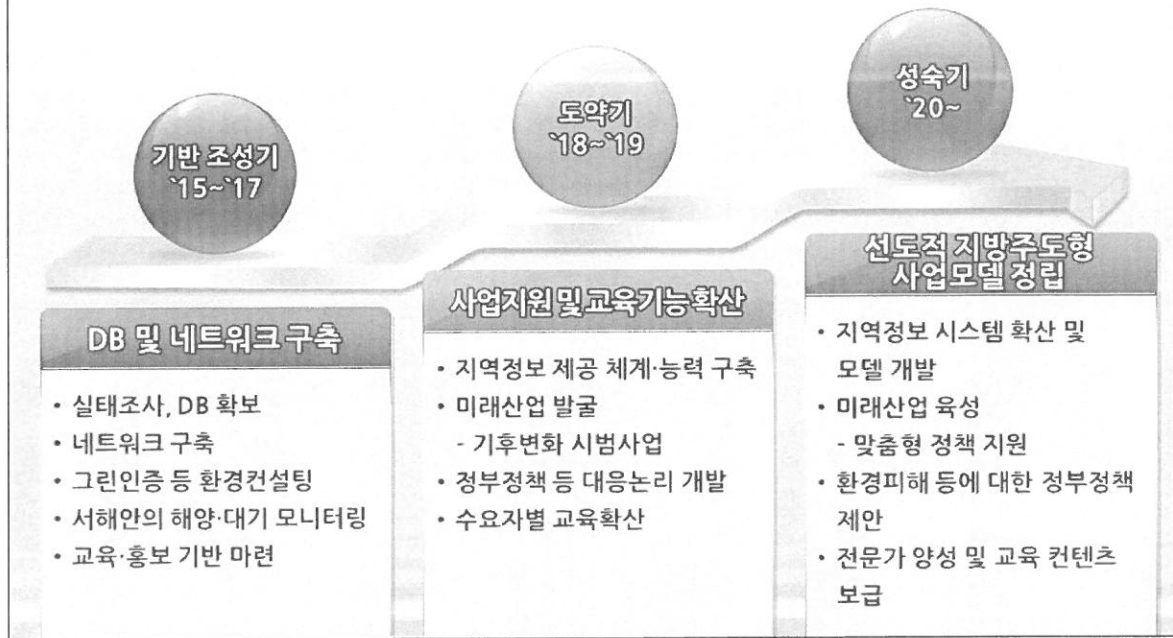 기반 조성기
`15~`17
도약기
`18~`19
성숙기
`20~
DB 및 네트워크 구축
• 실태조사, DB 확보
• 네트워크 구축
• 그린인증 등 환경컨설팅
• 서해안의 해양·대기 모니터링
• 교육·홍보 기반 마련
사업지원 및 교육기능 확산
• 지역정보 제공 체계·능력 구축
• 미래산업 발굴
- 기후변화 시범사업
• 정부정책 등 대응논리 개발
• 수요자별 교육확산
선도적 지방주도형
사업모델 정립
• 지역정보 시스템 확산 및
모델 개발
• 미래산업 육성
- 맞춤형 정책 지원
• 환경피해 등에 대한 정부정책
제안
• 전문가 양성 및 교육 컨텐츠
보급